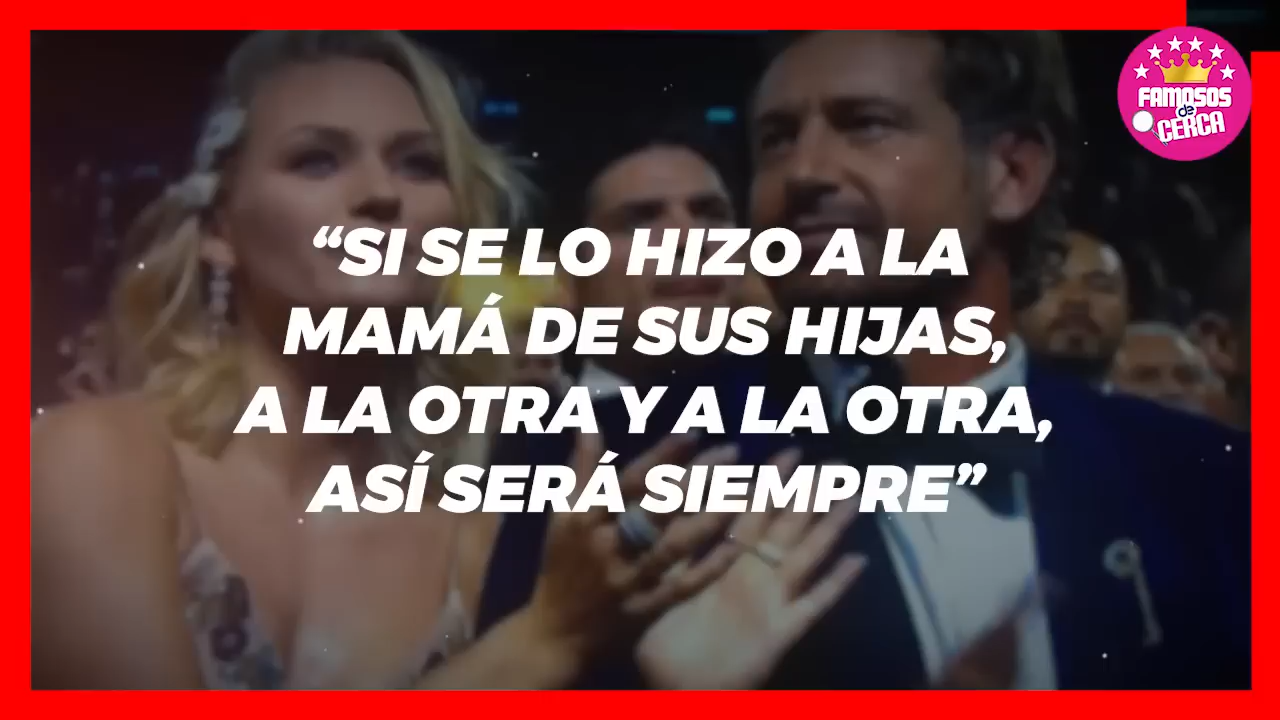 FAMOSOS
de
CERCA
“SI SE LO HIZO A LA
MAMÁ DE SUS HIJAS,
A LA OTRA Y A LA OTRA,
ASÍ SERÁ SIEMPRE”